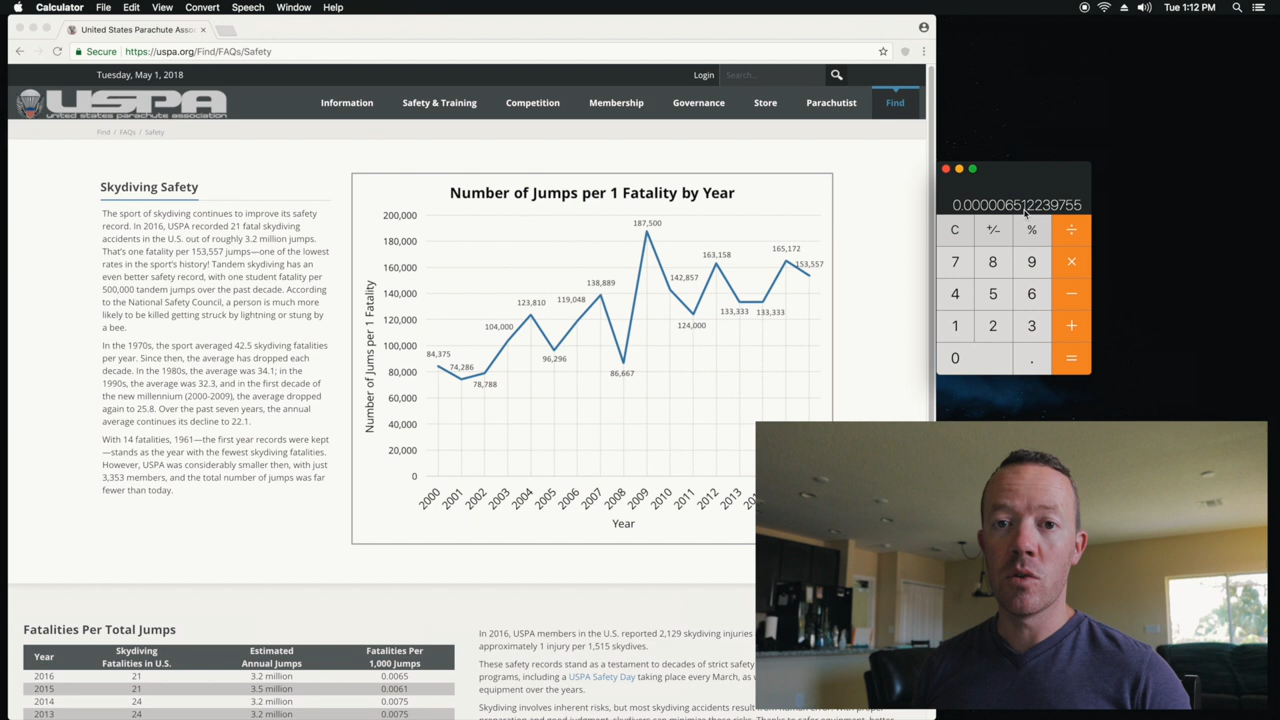 Calculator File Edit View Convert Speech Window Help
Tue 1:12 PM
United States Parachute Asso
Secure https://uspa.org/Find/FAQs/Safety
Tuesday, May 1, 2018
Login
Search...
USPA
united states parachute association
Information Safety & Training Competition Membership Governance Store Parachutist Find
Find / FAQs / Safety
Skydiving Safety
The sport of skydiving continues to improve its safety
record. In 2016, USPA recorded 21 fatal skydiving
accidents in the U.S. out of roughly 3.2 million jumps.
That's one fatality per 153,557 jumps—one of the lowest
rates in the sport's history! Tandem skydiving has an
even better safety record, with one student fatality per
500,000 tandem jumps over the past decade. According
to the National Safety Council, a person is much more
likely to be killed getting struck by lightning or stung by
a bee.
In the 1970s, the sport averaged 42.5 skydiving fatalities
per year. Since then, the average has dropped each
decade. In the 1980s, the average was 34.1; in the
1990s, the average was 32.3, and in the first decade of
the new millennium (2000-2009), the average dropped
again to 25.8. Over the past seven years, the annual
average continues its decline to 22.1.
With 14 fatalities, 1961—the first year records were kept
—stands as the year with the fewest skydiving fatalities.
However, USPA was considerably smaller then, with just
3,353 members, and the total number of jumps was far
fewer than today.
Number of Jumps per 1 Fatality by Year
Number of Jums per 1 Fatality
200,000
180,000
160,000
140,000
120,000
100,000
80,000
60,000
40,000
20,000
0
84,375
74,286
78,788
104,000
123,810
96,296
119,048
138,889
86,667
187,500
142,857
124,000
163,158
133,333
133,333
165,172
153,557
2000 2001 2002 2003 2004 2005 2006 2007 2008 2009 2010 2011 2012 2013
Year
0.000006512239755
C +/- % ÷
7 8 9 ×
4 5 6 −
1 2 3 +
0 . =
Fatalities Per Total Jumps
Year Skydiving Fatalities in U.S. Estimated Annual Jumps Fatalities Per 1,000 Jumps
2016 21 3.2 million 0.0065
2015 21 3.5 million 0.0061
2014 24 3.2 million 0.0075
2013 24 3.2 million 0.0075
In 2016, USPA members in the U.S. reported 2,129 skydiving injuries
approximately 1 injury per 1,515 skydives.
These safety records stand as a testament to decades of strict safety
programs, including a USPA Safety Day taking place every March, as
equipment over the years.
Skydiving involves inherent risks, but most skydiving accidents result